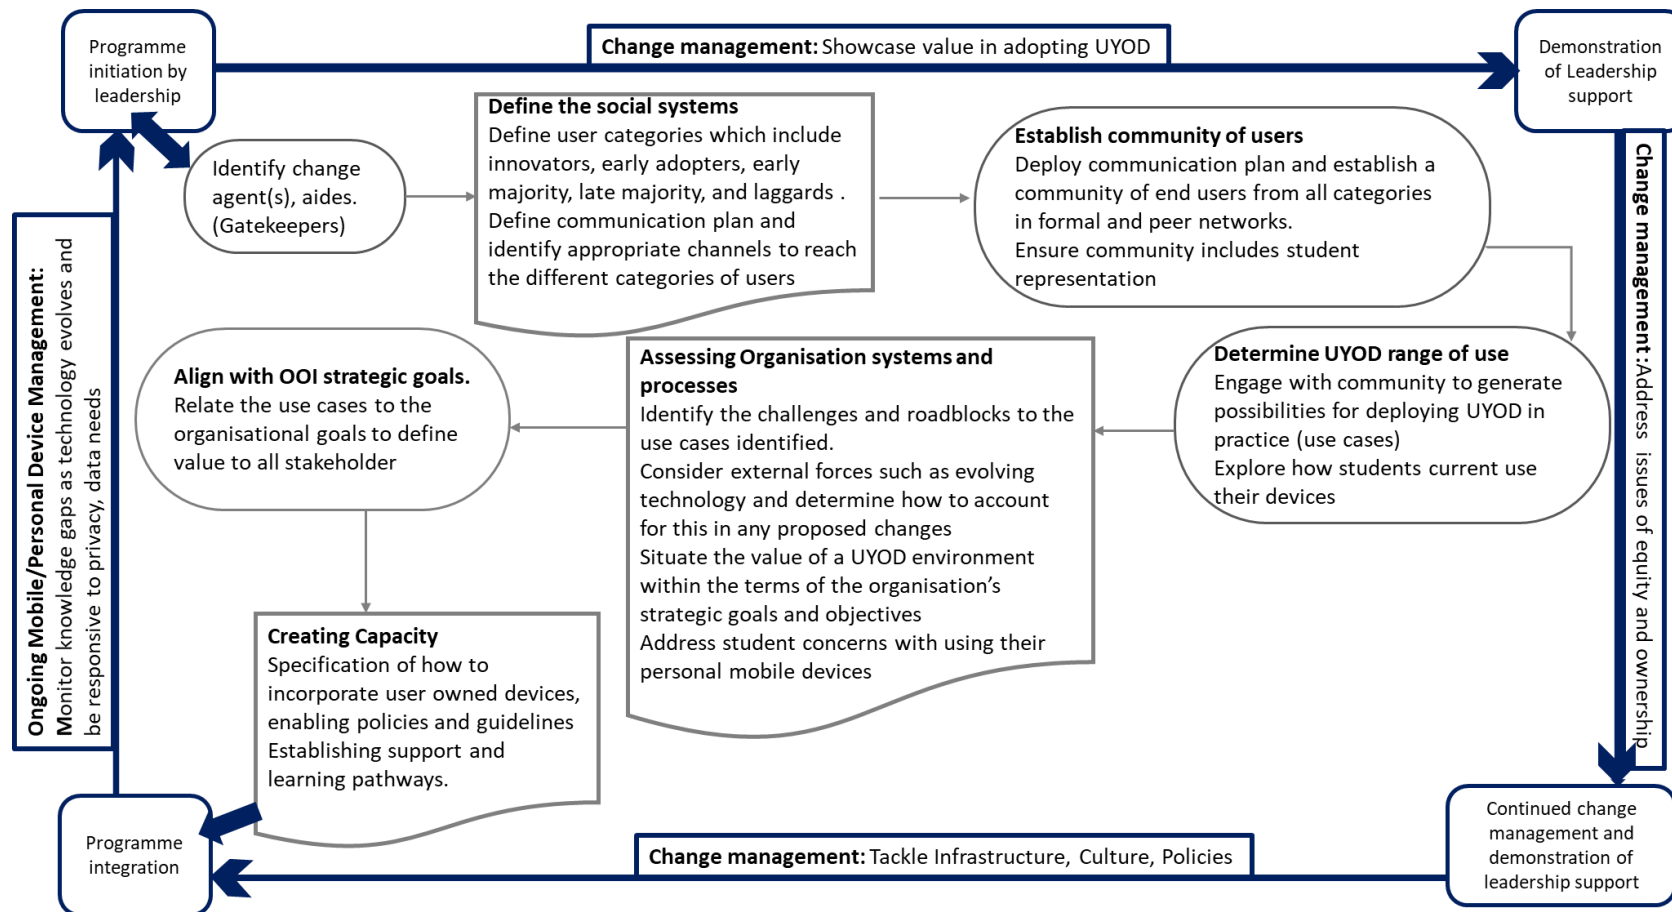 Programme
initiation by
leadership
Change management: Showcase value in adopting UYOD
Demonstration
of Leadership
support
Identify change
agent(s), aides.
(Gatekeepers)
Define the social systems
Define user categories which include
innovators, early adopters, early
majority, late majority, and laggards .
Define communication plan and
identify appropriate channels to reach
the different categories of users
Establish community of users
Deploy communication plan and establish a
community of end users from all categories
in formal and peer networks.
Ensure community includes student
representation
Change management :Address issues of equity and ownership
Determine UYOD range of use
Engage with community to generate
possibilities for deploying UYOD in
practice (use cases)
Explore how students current use
their devices
Assessing Organisation systems and
processes
Identify the challenges and roadblocks to the
use cases identified.
Consider external forces such as evolving
technology and determine how to account
for this in any proposed changes
Situate the value of a UYOD environment
within the terms of the organisation’s
strategic goals and objectives
Address student concerns with using their
personal mobile devices
Align with OOI strategic goals.
Relate the use cases to the
organisational goals to define
value to all stakeholder
Creating Capacity
Specification of how to
incorporate user owned devices,
enabling policies and guidelines
Establishing support and
learning pathways.
Ongoing Mobile/Personal Device Management:
Monitor knowledge gaps as technology evolves and
be responsive to privacy, data needs
Programme
integration
Change management: Tackle Infrastructure, Culture, Policies
Continued change
management and
demonstration of
leadership support